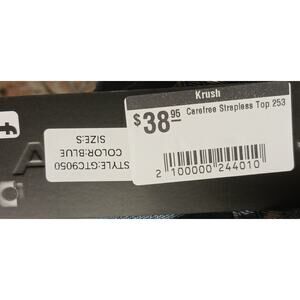 Krush
$38.95
Carefree Strapless Top 253
2 100000 244010
STYLE:GTC9050
COLOR:BLUE
SIZE:S
f
A